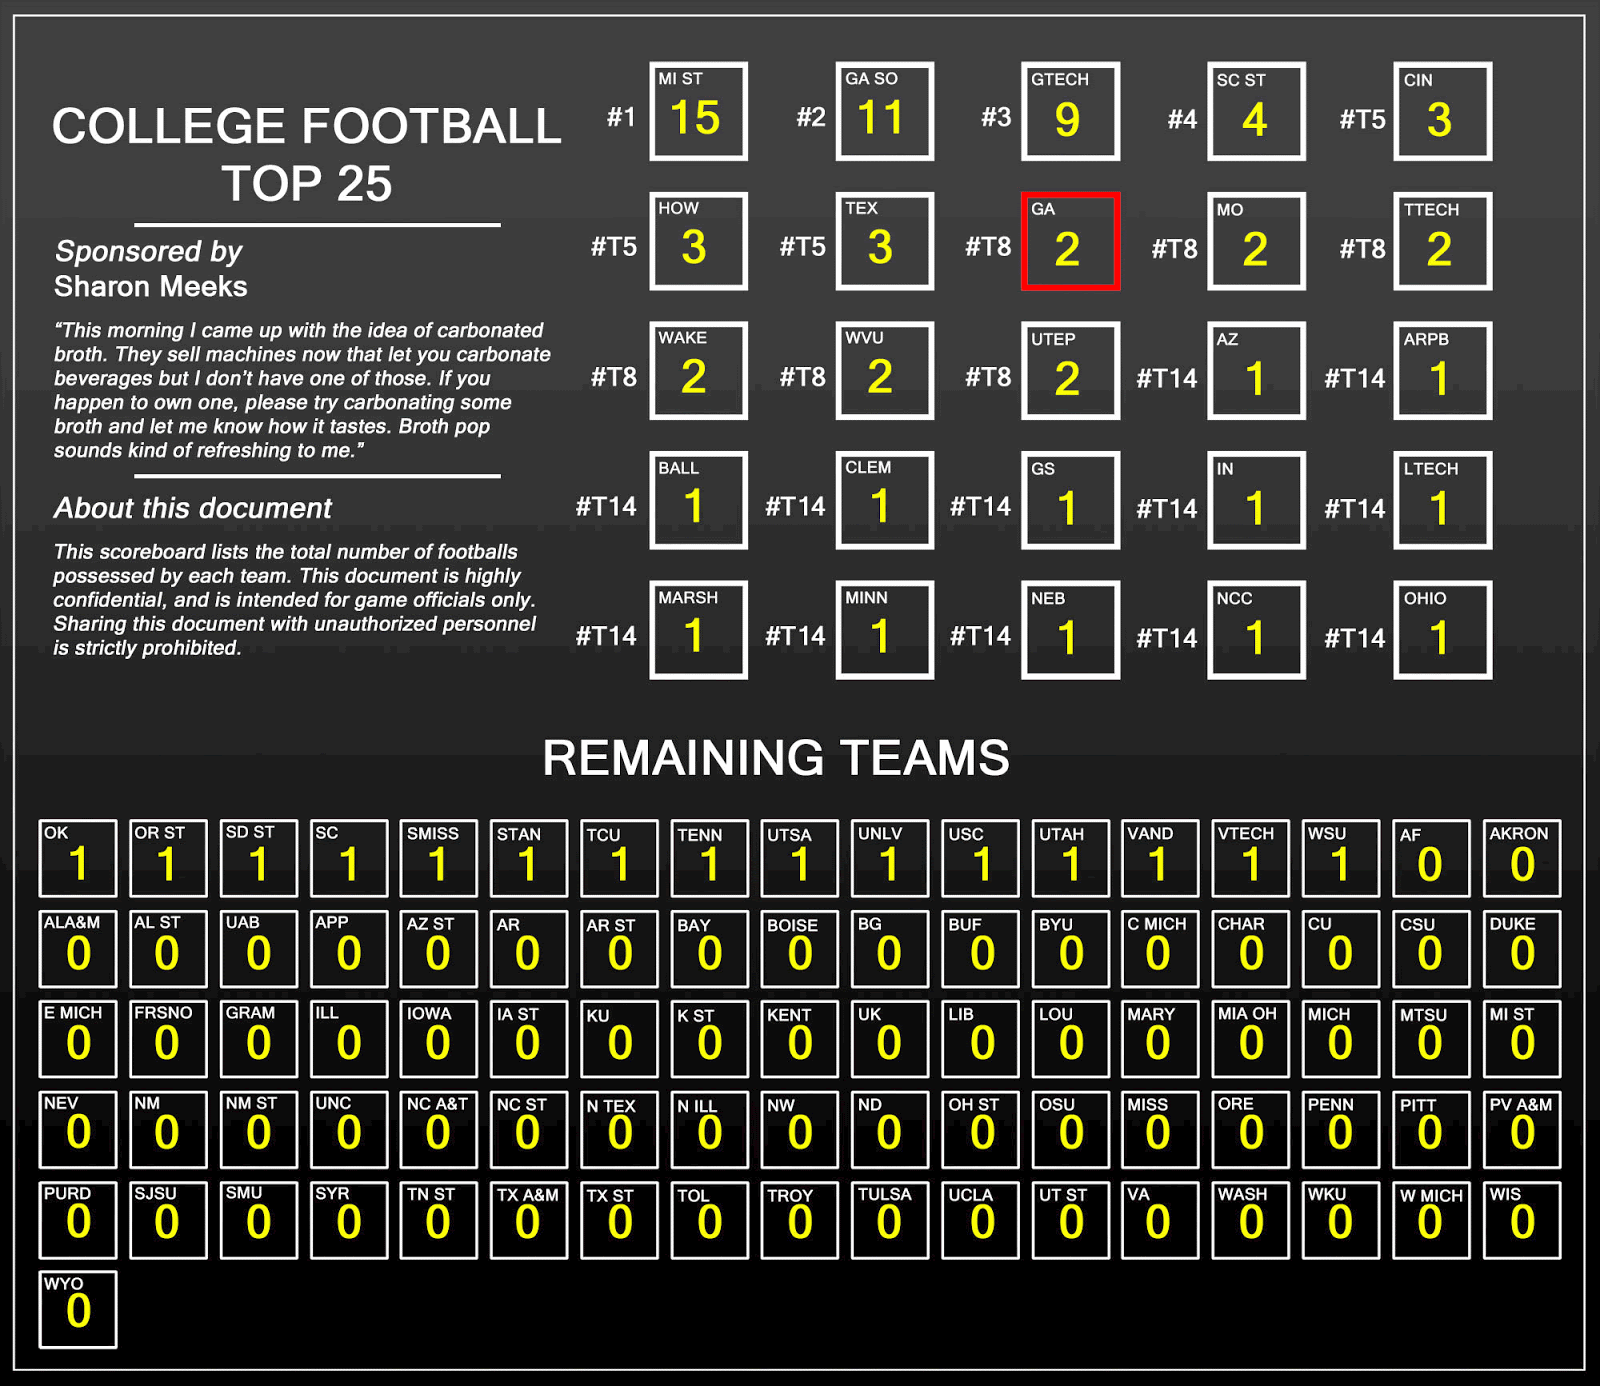 COLLEGE FOOTBALL
TOP 25
Sponsored by
Sharon Meeks
“This morning I came up with the idea of carbonated
broth. They sell machines now that let you carbonate
beverages but I don’t have one of those. If you
happen to own one, please try carbonating some
broth and let me know how it tastes. Broth pop
sounds kind of refreshing to me.”
About this document
This scoreboard lists the total number of footballs
possessed by each team. This document is highly
confidential, and is intended for game officials only.
Sharing this document with unauthorized personnel
is strictly prohibited.
#1 MI ST 15
#2 GA SO 11
#3 GTECH 9
#4 SC ST 4
#T5 CIN 3
#T5 HOW 3
#T5 TEX 3
#T8 GA 2
#T8 MO 2
#T8 TTECH 2
#T8 WAKE 2
#T8 WVU 2
#T8 UTEP 2
#T14 AZ 1
#T14 ARPB 1
#T14 BALL 1
#T14 CLEM 1
#T14 GS 1
#T14 IN 1
#T14 LTECH 1
#T14 MARSH 1
#T14 MINN 1
#T14 NEB 1
#T14 NCC 1
#T14 OHIO 1
REMAINING TEAMS
OK 1
OR ST 1
SD ST 1
SC 1
SMISS 1
STAN 1
TCU 1
TENN 1
UTSA 1
UNLV 1
USC 1
UTAH 1
VAND 1
VTECH 1
WSU 1
AF 0
AKRON 0
ALA&M 0
AL ST 0
UAB 0
APP 0
AZ ST 0
AR 0
AR ST 0
BAY 0
BOISE 0
BG 0
BUF 0
BYU 0
C MICH 0
CHAR 0
CU 0
CSU 0
DUKE 0
E MICH 0
FRSNO 0
GRAM 0
ILL 0
IOWA 0
IA ST 0
KU 0
K ST 0
KENT 0
UK 0
LIB 0
LOU 0
MARY 0
MIA OH 0
MICH 0
MTSU 0
MI ST 0
NEV 0
NM 0
NM ST 0
UNC 0
NC A&T 0
NC ST 0
N TEX 0
N ILL 0
NW 0
ND 0
OH ST 0
OSU 0
MISS 0
ORE 0
PENN 0
PITT 0
PV A&M 0
PURD 0
SJSU 0
SMU 0
SYR 0
TN ST 0
TX A&M 0
TX ST 0
TOL 0
TROY 0
TULSA 0
UCLA 0
UT ST 0
VA 0
WASH 0
WKU 0
W MICH 0
WIS 0
WYO 0